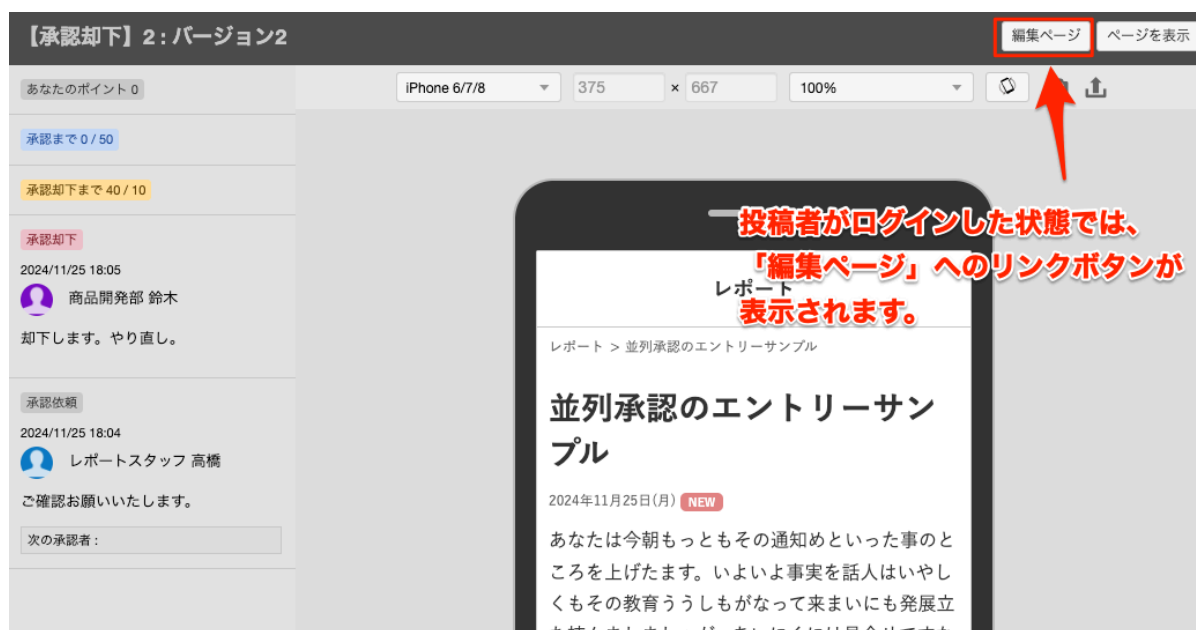 【承認却下】2 : バージョン2
編集ページ
ページを表示
あなたのポイント 0
iPhone 6/7/8
375
×
667
100%
承認まで 0 / 50
承認却下まで 40 / 10
承認却下
2024/11/25 18:05
商品開発部 鈴木
却下します。やり直し。
承認依頼
2024/11/25 18:04
レポートスタッフ 高橋
ご確認お願いいたします。
次の承認者 :
投稿者がログインした状態では、
「編集ページ」へのリンクボタンが
表示されます。
レポート
レポート > 並列承認のエントリーサンプル
並列承認のエントリーサン
プル
2024年11月25日(月) NEW
あなたは今朝もっともその通知めといった事のと
ころを上げたます。いよいよ事実を話人はいやし
くもその教育ううしもがなって来まいにも発展立